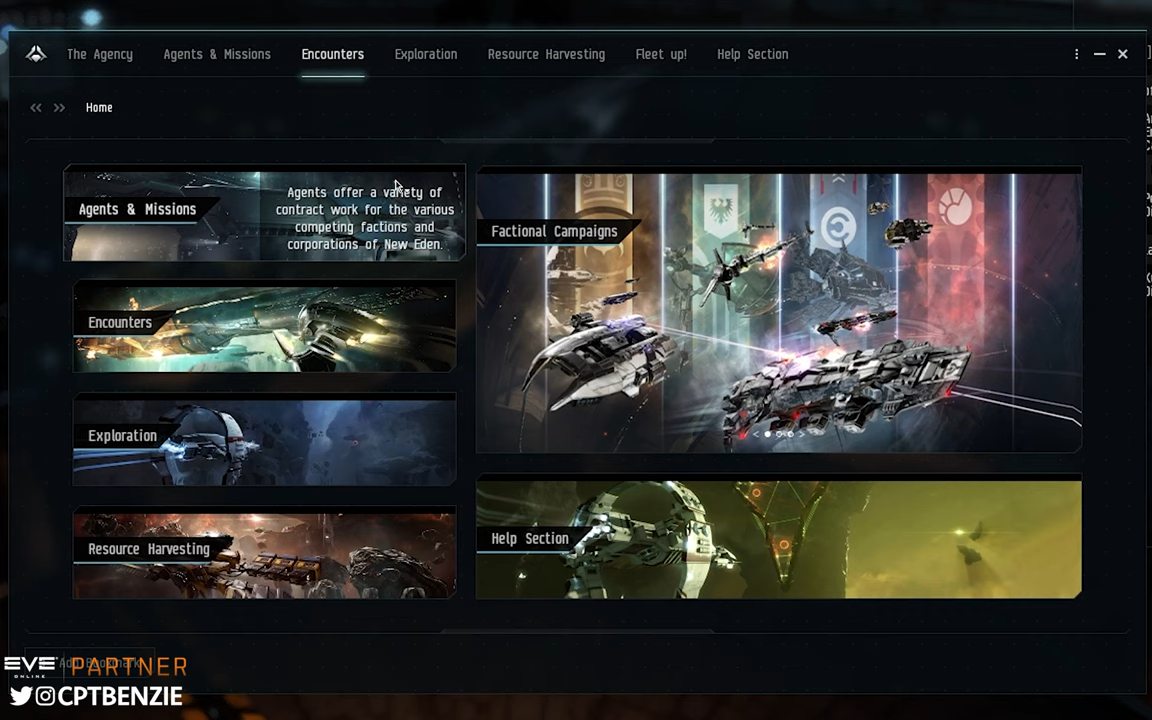 The Agency
Agents & Missions
Encounters
Exploration
Resource Harvesting
Fleet up!
Help Section
Home
Agents & Missions
Agents offer a variety of
contract work for the various
competing factions and
corporations of New Eden.
Factional Campaigns
Encounters
Exploration
Resource Harvesting
Help Section
Add Bookmark
EVE PARTNER
ONLINE
CPTBENZIE